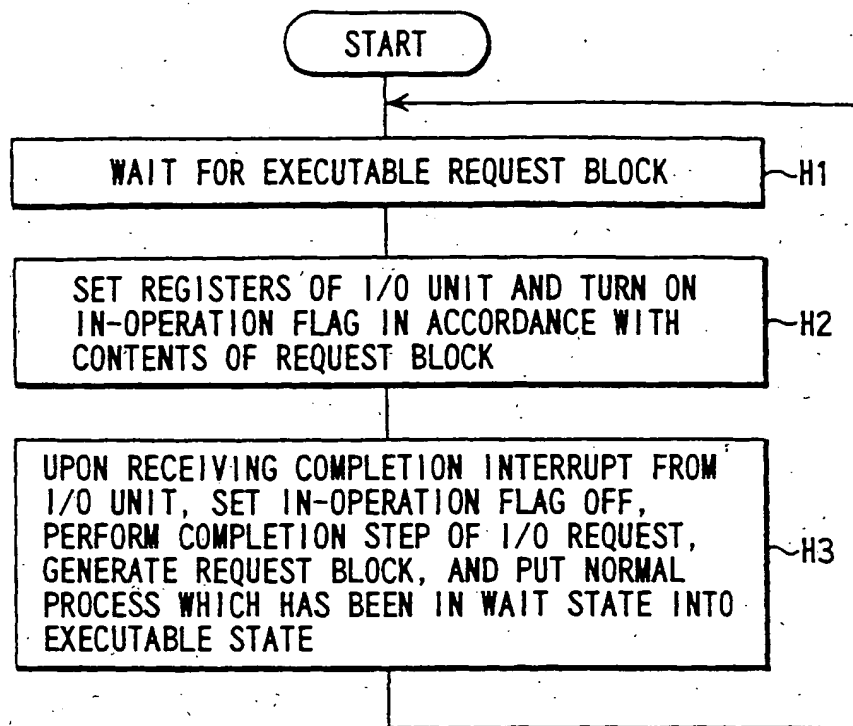 START
WAIT FOR EXECUTABLE REQUEST BLOCK
H1
SET REGISTERS OF I/O UNIT AND TURN ON
IN-OPERATION FLAG IN ACCORDANCE WITH
CONTENTS OF REQUEST BLOCK
H2
UPON RECEIVING COMPLETION INTERRUPT FROM
I/O UNIT, SET IN-OPERATION FLAG OFF,
PERFORM COMPLETION STEP OF I/O REQUEST,
GENERATE REQUEST BLOCK, AND PUT NORMAL
PROCESS WHICH HAS BEEN IN WAIT STATE INTO
EXECUTABLE STATE
H3